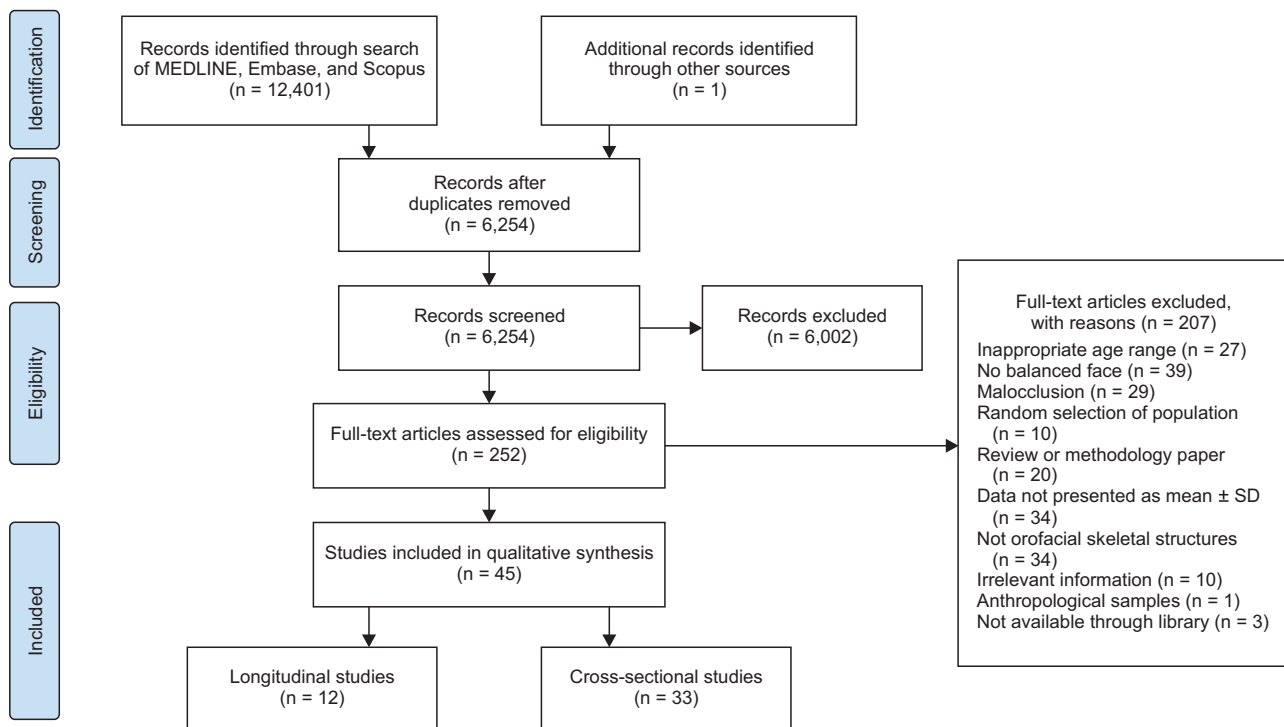 Identification
Records identified through search
of MEDLINE, Embase, and Scopus
(n = 12,401)
Additional records identified
through other sources
(n = 1)
Screening
Records after
duplicates removed
(n = 6,254)
Eligibility
Records screened
(n = 6,254)
Records excluded
(n = 6,002)
Full-text articles assessed for eligibility
(n = 252)
Full-text articles excluded,
with reasons (n = 207)
Inappropriate age range (n = 27)
No balanced face (n = 39)
Malocclusion (n = 29)
Random selection of population
(n = 10)
Review or methodology paper
(n = 20)
Data not presented as mean ± SD
(n = 34)
Not orofacial skeletal structures
(n = 34)
Irrelevant information (n = 10)
Anthropological samples (n = 1)
Not available through library (n = 3)
Included
Studies included in qualitative synthesis
(n = 45)
Longitudinal studies
(n = 12)
Cross-sectional studies
(n = 33)